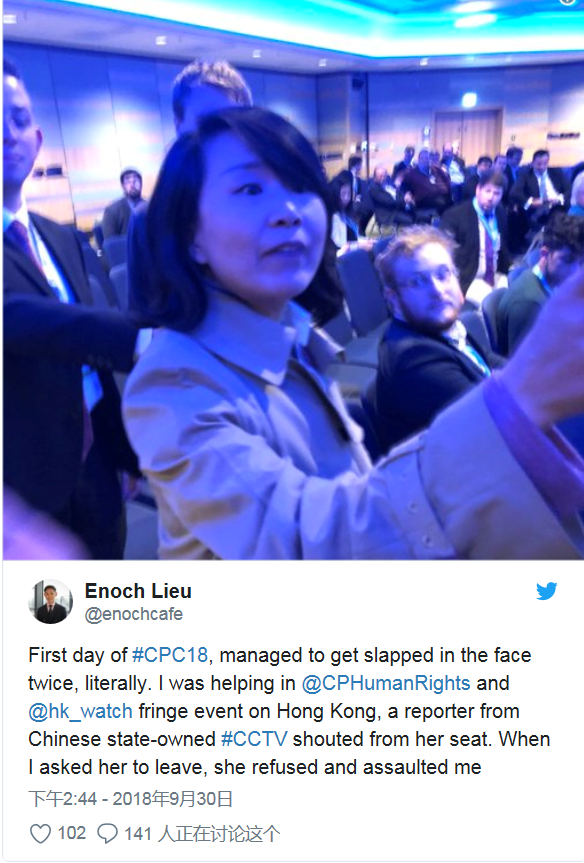 Enoch Lieu
@enochcafe
First day of #CPC18, managed to get slapped in the face
twice, literally. I was helping in @CPHumanRights and
@hk_watch fringe event on Hong Kong, a reporter from
Chinese state-owned #CCTV shouted from her seat. When
I asked her to leave, she refused and assaulted me
下午2:44 - 2018年9月30日
102 141 人正在讨论这个